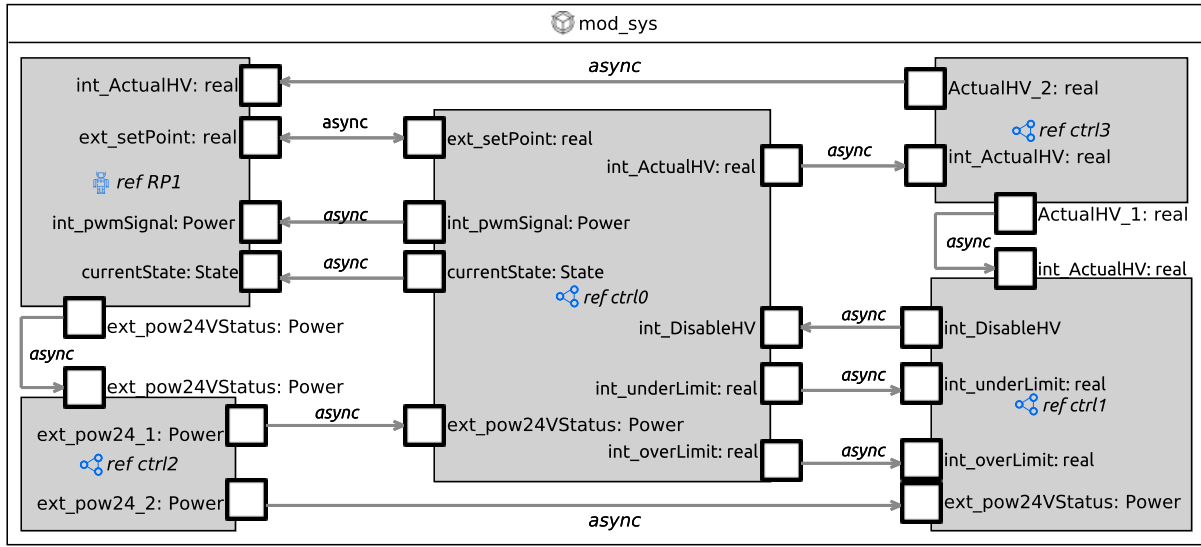 mod_sys
async
int_ActualHV: real
ActualHV_2: real
ext_setPoint: real
async
ext_setPoint: real
ref ctrl3
int_ActualHV: real
async
int_ActualHV: real
ref RP1
int_pwmSignal: Power
async
int_pwmSignal: Power
ActualHV_1: real
async
currentState: State
async
currentState: State
int_ActualHV: real
ref ctrl0
ext_pow24VStatus: Power
int_DisableHV
async
int_DisableHV
async
ext_pow24VStatus: Power
int_underLimit: real
async
int_underLimit: real
ref ctrl1
async
ext_pow24_1: Power
ext_pow24VStatus: Power
int_overLimit: real
async
int_overLimit: real
ref ctrl2
ext_pow24_2: Power
async
ext_pow24VStatus: Power